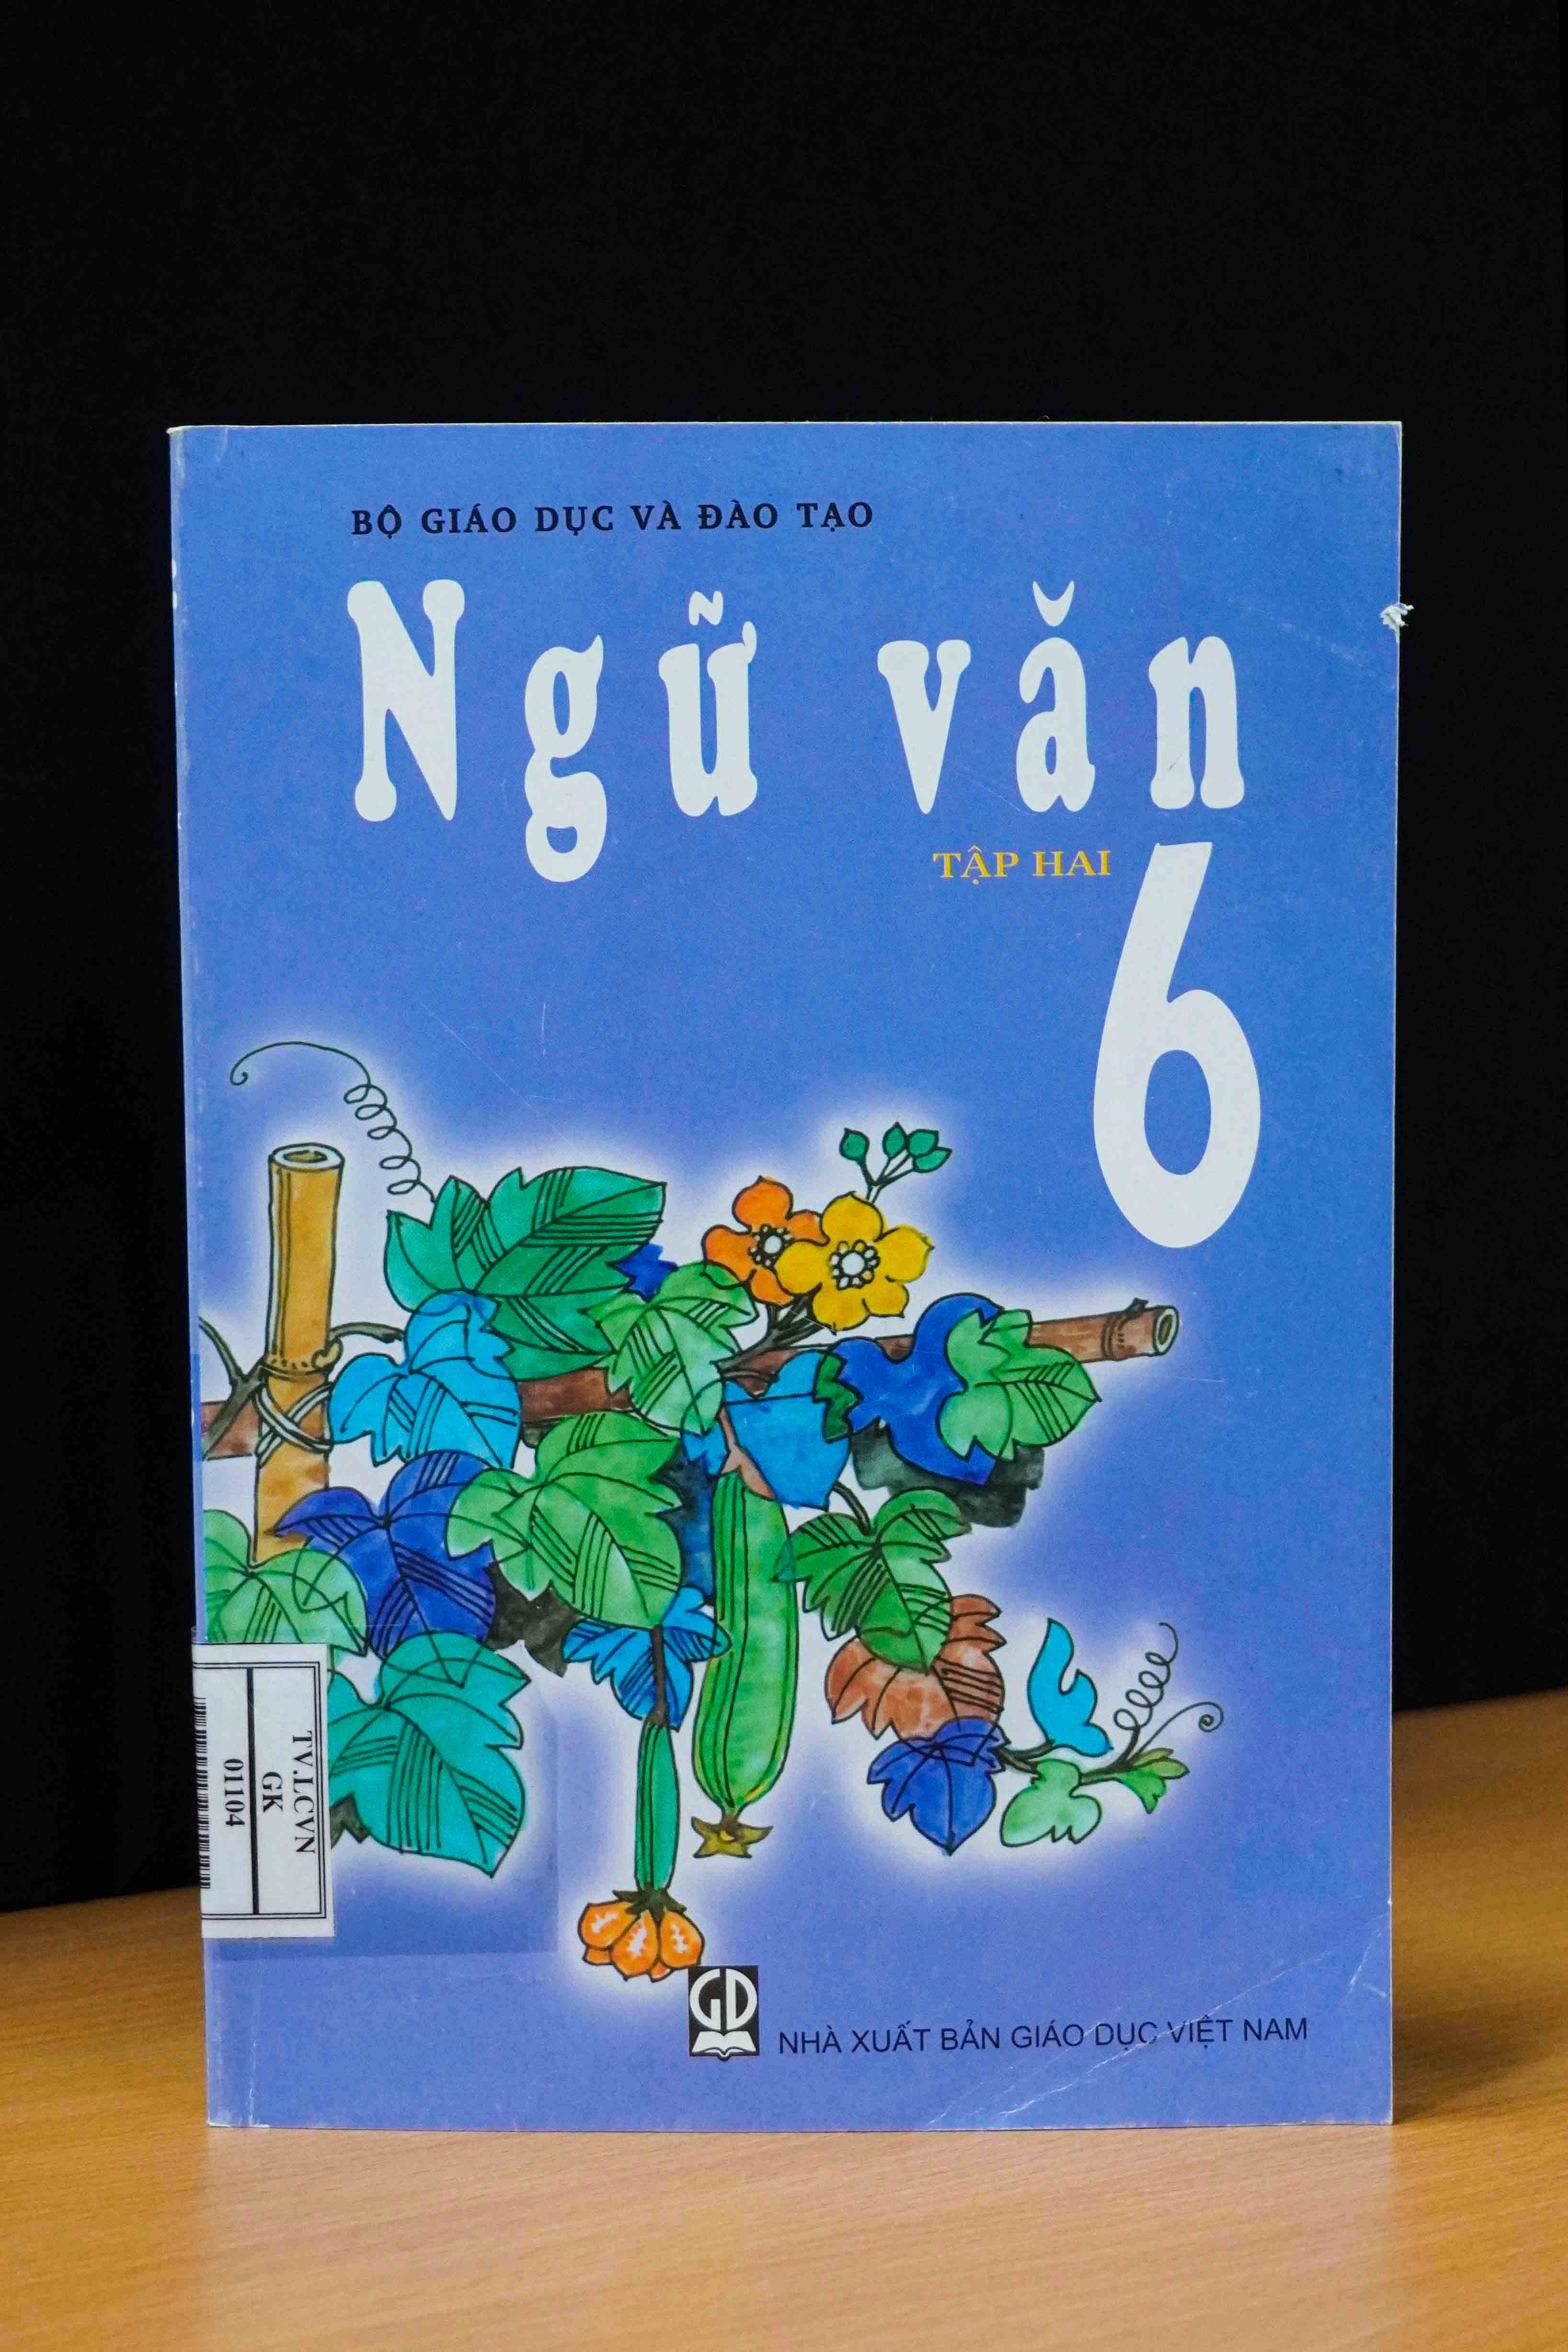 BỘ GIÁO DỤC VÀ ĐÀO TẠO
Ngữ văn
TẬP HAI
6
TV.LCVN
GK
01104
GD
NHÀ XUẤT BẢN GIÁO DỤC VIỆT NAM